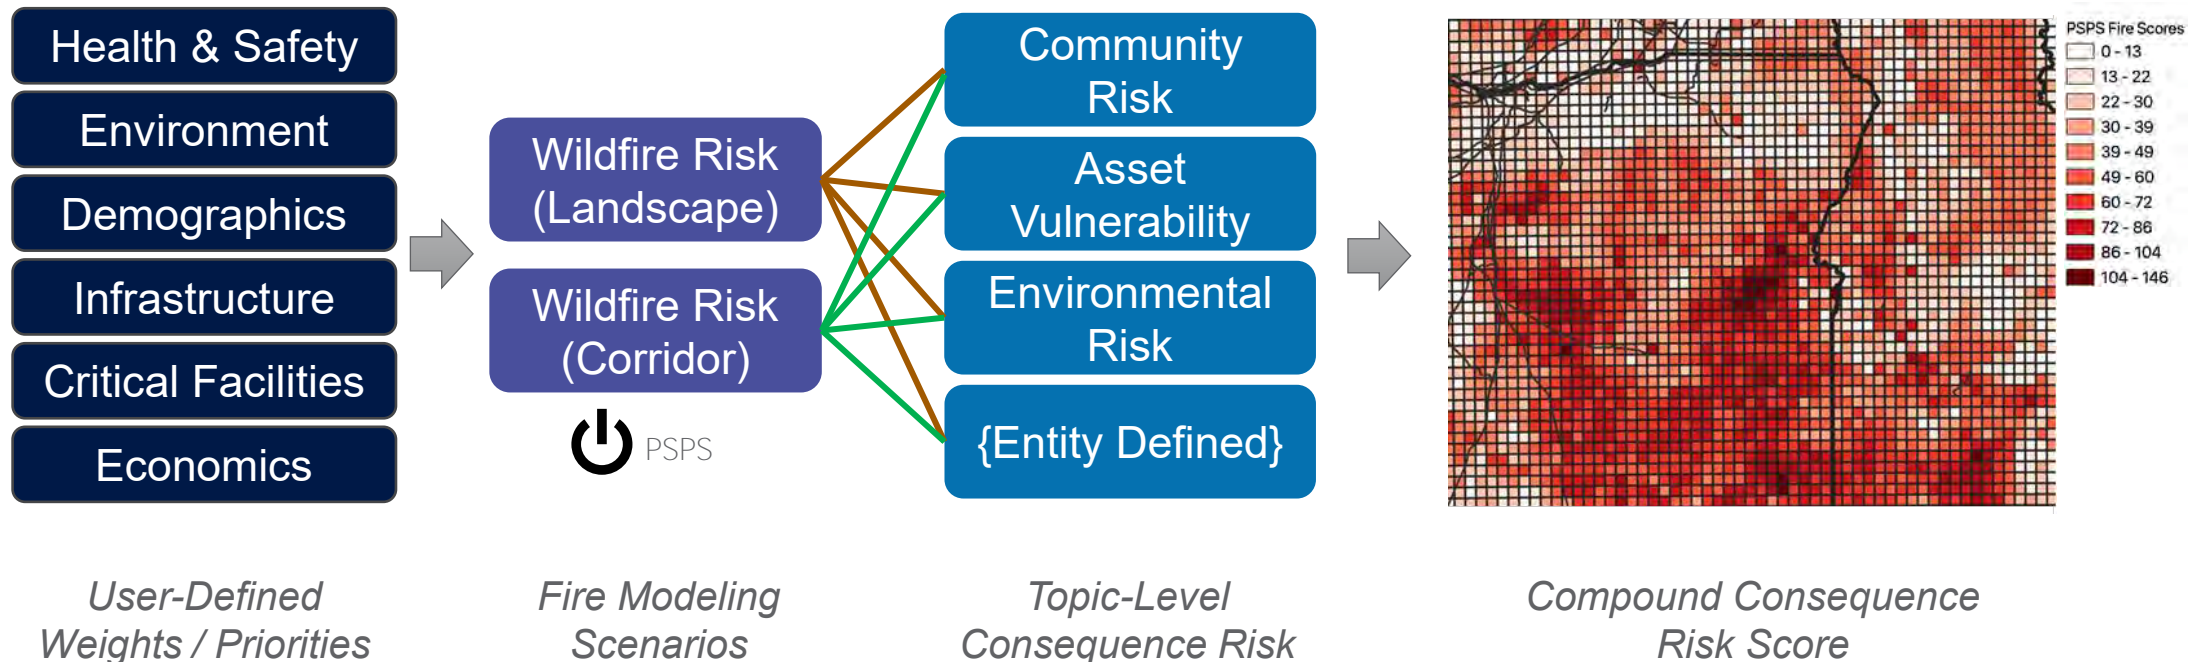 Health & Safety
Environment
Demographics
Infrastructure
Critical Facilities
Economics
User-Defined
Weights / Priorities
Wildfire Risk
(Landscape)
Wildfire Risk
(Corridor)
PSPS
Fire Modeling
Scenarios
Community
Risk
Asset
Vulnerability
Environmental
Risk
{Entity Defined}
Topic-Level
Consequence Risk
PSPS Fire Scores
0 - 13
13 - 22
22 - 30
30 - 39
39 - 49
49 - 60
60 - 72
72 - 86
86 - 104
104 - 146
Compound Consequence
Risk Score